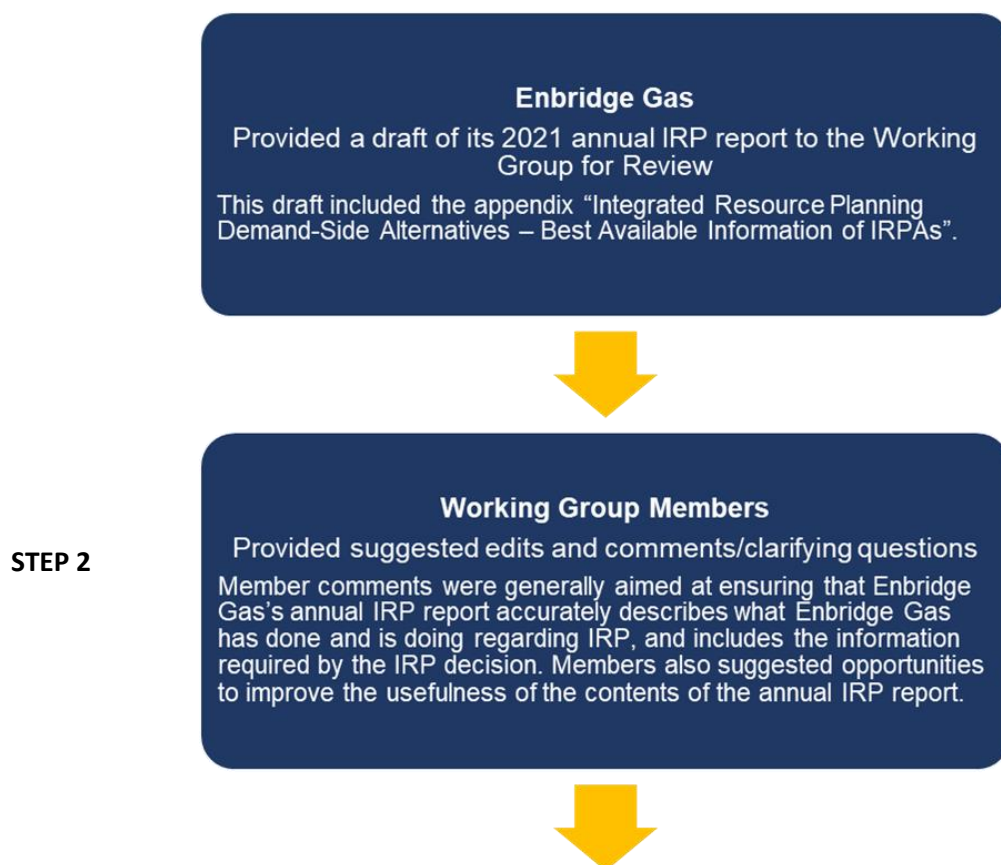 Enbridge Gas
Provided a draft of its 2021 annual IRP report to the Working
Group for Review
This draft included the appendix “Integrated Resource Planning
Demand-Side Alternatives – Best Available Information of IRPAs”.
STEP 2
Working Group Members
Provided suggested edits and comments/clarifying questions
Member comments were generally aimed at ensuring that Enbridge
Gas's annual IRP report accurately describes what Enbridge Gas
has done and is doing regarding IRP, and includes the information
required by the IRP decision. Members also suggested opportunities
to improve the usefulness of the contents of the annual IRP report.